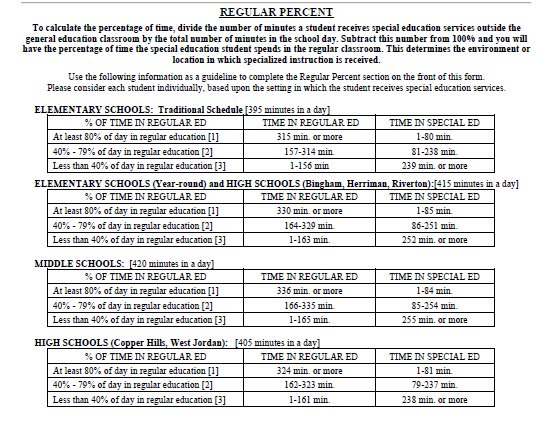 REGULAR PERCENT
To calculate the percentage of time, divide the number of minutes a student receives special education services outside the
general education classroom by the total number of minutes in the school day. Subtract this number from 100% and you will
have the percentage of time the special education student spends in the regular classroom. This determines the environment or
location in which specialized instruction is received.
Use the following information as a guideline to complete the Regular Percent section on the front of this form.
Please consider each student individually, based upon the setting in which the student receives special education services.
ELEMENTARY SCHOOLS: Traditional Schedule [395 minutes in a day]
% OF TIME IN REGULAR ED TIME IN REGULAR ED TIME IN SPECIAL ED
At least 80% of day in regular education [1] 315 min. or more 1-80 min.
40% - 79% of day in regular education [2] 157-314 min. 81-238 min.
Less than 40% of day in regular education [3] 1-156 min 239 min. or more
ELEMENTARY SCHOOLS (Year-round) and HIGH SCHOOLS (Bingham, Herriman, Riverton):[415 minutes in a day]
% OF TIME IN REGULAR ED TIME IN REGULAR ED TIME IN SPECIAL ED
At least 80% of day in regular education [1] 330 min. or more 1-85 min.
40% - 79% of day in regular education [2] 164-329 min. 86-251 min.
Less than 40% of day in regular education [3] 1-163 min. 252 min. or more
MIDDLE SCHOOLS: [420 minutes in a day]
% OF TIME IN REGULAR ED TIME IN REGULAR ED TIME IN SPECIAL ED
At least 80% of day in regular education [1] 336 min. or more 1-84 min.
40% - 79% of day in regular education [2] 166-335 min. 85-254 min.
Less than 40% of day in regular education [3] 1-165 min. 255 min. or more
HIGH SCHOOLS (Copper Hills, West Jordan): [405 minutes in a day]
% OF TIME IN REGULAR ED TIME IN REGULAR ED TIME IN SPECIAL ED
At least 80% of day in regular education [1] 324 min. or more 1-81 min.
40% - 79% of day in regular education [2] 162-323 min. 79-237 min.
Less than 40% of day in regular education [3] 1-161 min. 238 min. or more